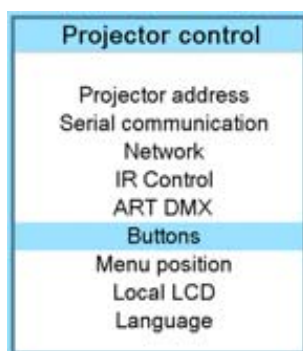 Projector control
Projector address
Serial communication
Network
IR Control
ART DMX
Buttons
Menu position
Local LCD
Language